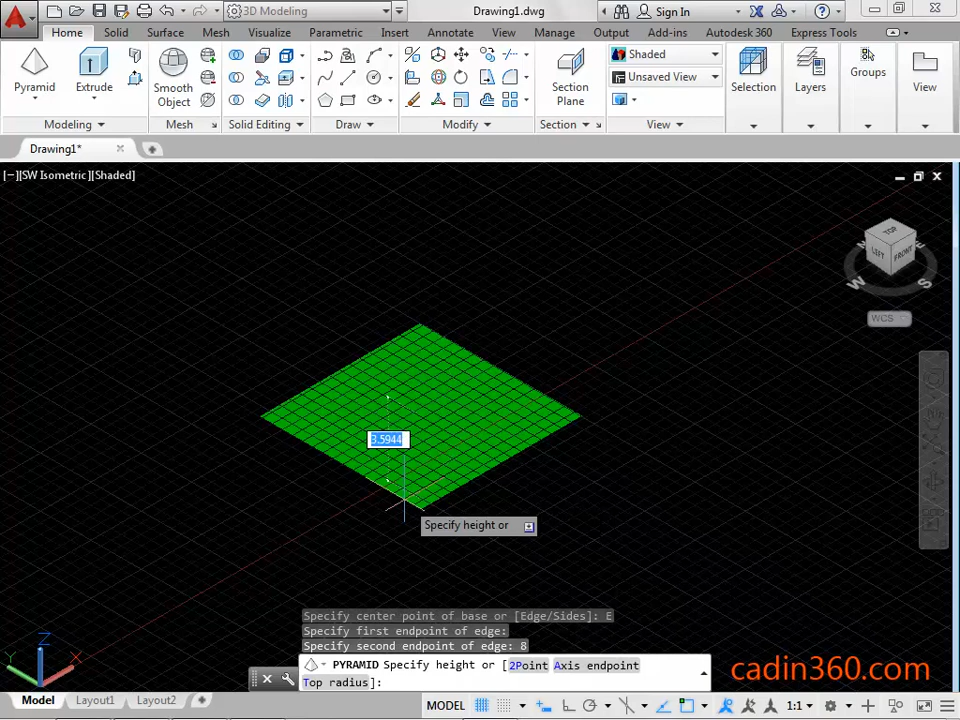 3D Modeling
Drawing1.dwg
Sign In
Home Solid Surface Mesh Visualize Parametric Insert Annotate View Manage Output Add-ins Autodesk 360 Express Tools
Pyramid
Extrude
Smooth
Object
Section
Plane
Shaded
Unsaved View
Selection
Layers
Groups
View
Modeling Mesh Solid Editing Draw Modify Section View
Drawing1*
[−][SW Isometric][Shaded]
TOP
LEFT
FRONT
W
S
WCS
3.5944
Specify height or
Specify center point of base or [Edge/Sides]: E
Specify first endpoint of edge:
Specify second endpoint of edge: 8
PYRAMID Specify height or [2Point Axis endpoint
Top radius]:
Z
Y
X
cadin360.com
Model Layout1 Layout2
MODEL
1:1